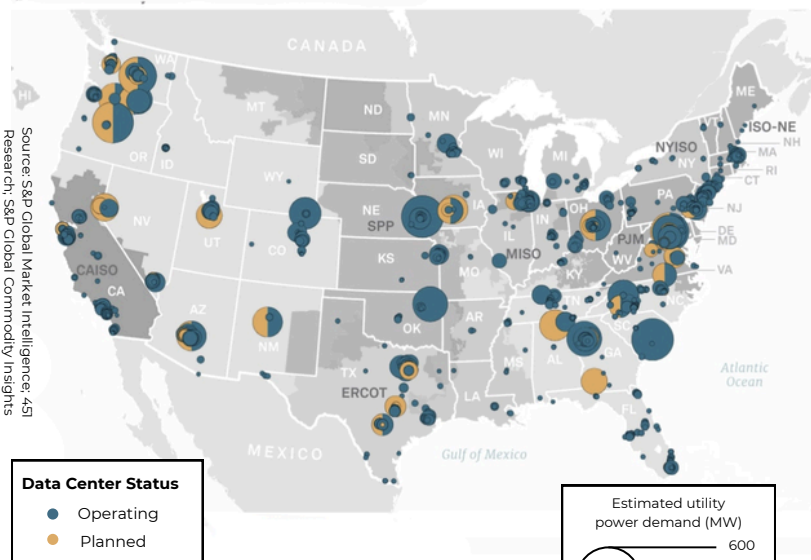 CANADA
WA
HI
MT
ND
MN
ME
VT
ISO-NE
NH
NYISO
MA
OR
ID
SD
WI
MI
NY
RI
CT
WY
PA
NJ
NV
NE
SPP
IA
IN
OH
PJM
DE
MD
UT
CO
IL
MISO
WV
VA
CAISO
CA
KS
MO
KY
AZ
NM
OK
AR
TN
NC
SC
TX
ERCOT
MS
AL
GA
LA
FL
Atlantic
Ocean
MEXICO
Gulf of Mexico
Source: S&P Global Market Intelligence; 451
Research; S&P Global Commodity Insights
Data Center Status
Operating
Planned
Estimated utility
power demand (MW)
600